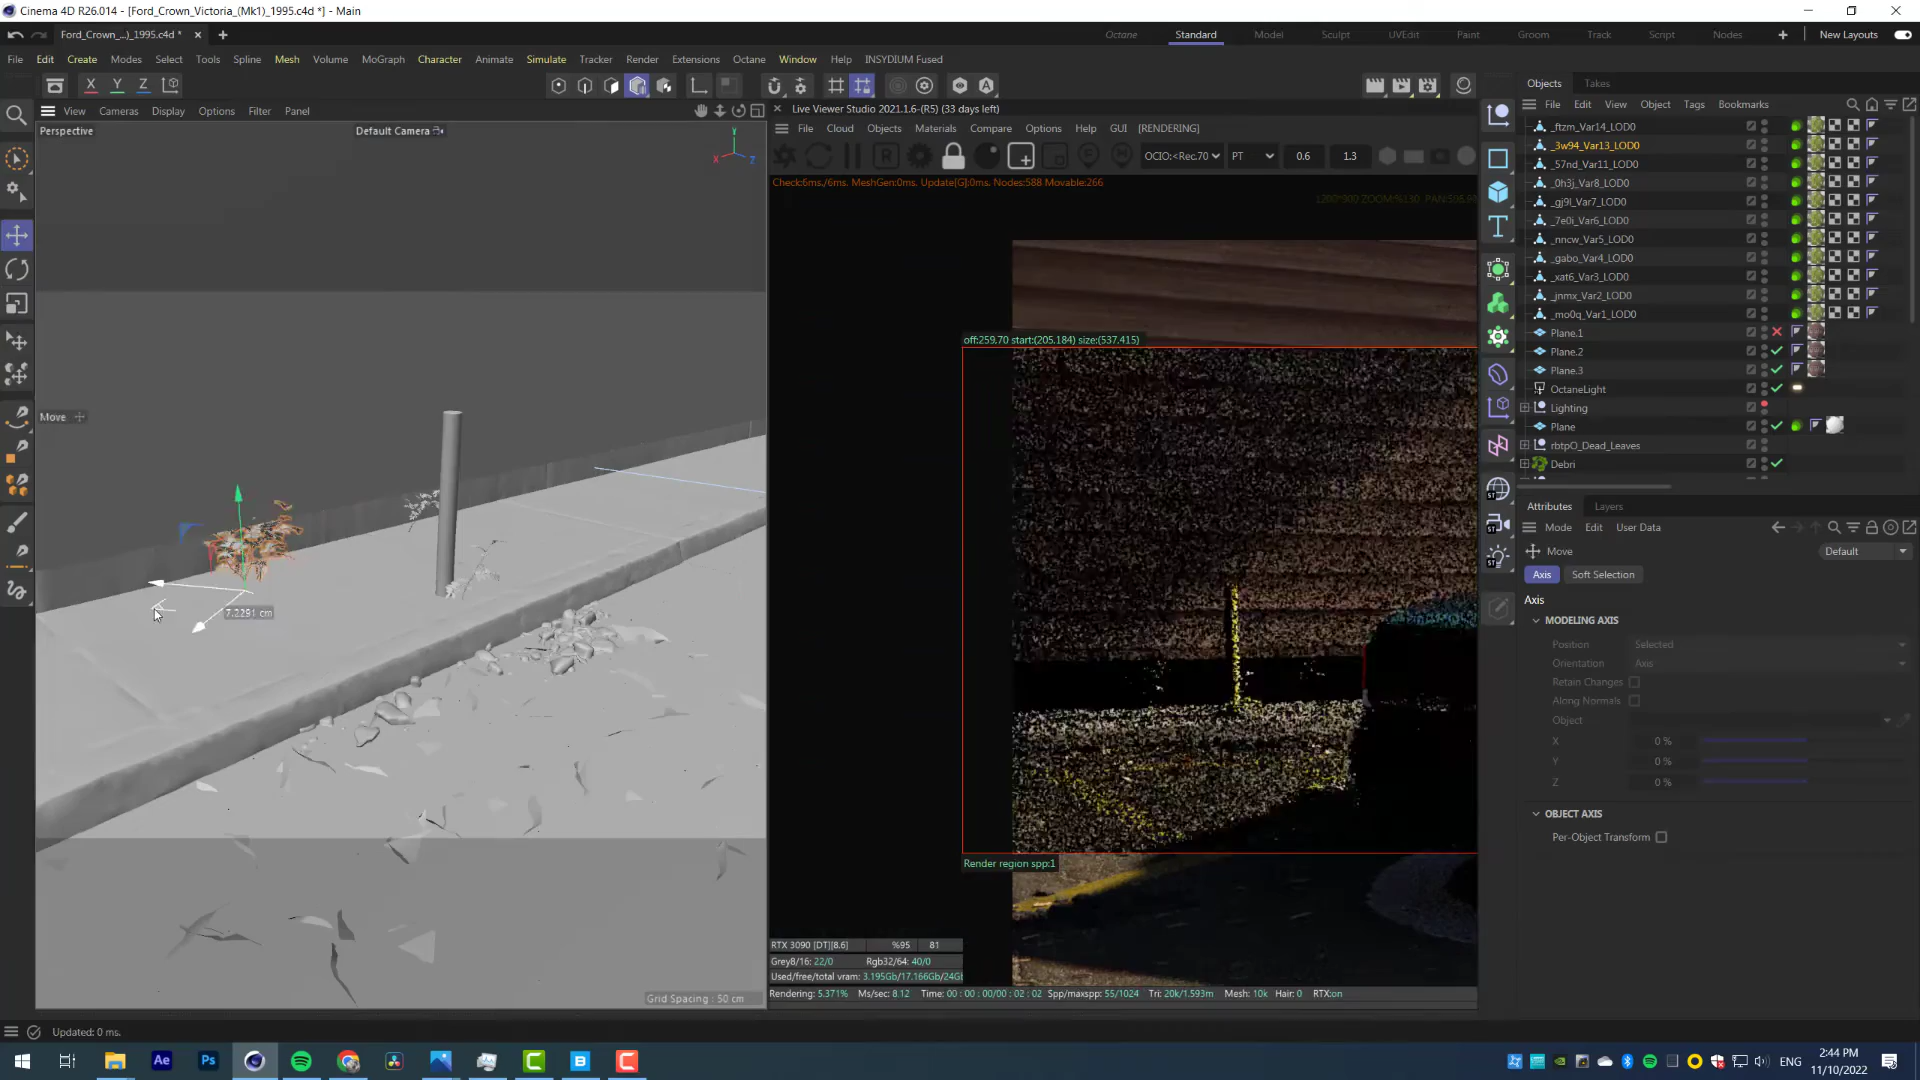 Cinema 4D R26.014 - [Ford_Crown_Victoria_(Mk1)_1995.c4d *] - Main
Ford_Crown_...)_1995.c4d *
Octane Standard Model Sculpt UVEdit Paint Groom Track Script Nodes New Layouts
File Edit Create Modes Select Tools Spline Mesh Volume MoGraph Character Animate Simulate Tracker Render Extensions Octane Window Help INSYDIUM Fused
X Y Z
View Cameras Display Options Filter Panel
Perspective
Default Camera
Y
X
Z
Move
7.2291 cm
Grid Spacing : 50 cm
Live Viewer Studio 2021.1.6-(R5) (33 days left)
File Cloud Objects Materials Compare Options Help GUI [RENDERING]
R OCIO:<Rec.70 PT 0.6 1.3
Check:6ms./6ms. MeshGen:0ms. Update[G]:0ms. Nodes:588 Movable:266
off:259,70 start:(205.184) size:(537.415)
Render region spp:1
RTX 3090 [DT][8.6] %95 81
Grey8/16: 22/0 Rgb32/64: 40/0
Used/free/total vram: 3.195Gb/17.166Gb/24Gb
Rendering: 5.371% Ms/sec: 8.12 Time: 00 : 00 : 00/00 : 02 : 02 Spp/maxspp: 55/1024 Tri: 20k/1.593m Mesh: 10k Hair: 0 RTX:on
Objects Takes
File Edit View Object Tags Bookmarks
_ftzm_Var14_LOD0
_3w94_Var13_LOD0
_57nd_Var11_LOD0
_0h3j_Var8_LOD0
_gj9l_Var7_LOD0
_7e0i_Var6_LOD0
_nncw_Var5_LOD0
_gabo_Var4_LOD0
_xat6_Var3_LOD0
_jnmx_Var2_LOD0
_mo0q_Var1_LOD0
Plane.1
Plane.2
Plane.3
OctaneLight
Lighting
Plane
rbtpO_Dead_Leaves
Debri
Attributes Layers
Mode Edit User Data
Move Default
Axis Soft Selection
Axis
MODELING AXIS
Position Selected
Orientation Axis
Retain Changes
Along Normals
Object
X 0 %
Y 0 %
Z 0 %
OBJECT AXIS
Per-Object Transform
Updated: 0 ms.
Ae Ps B
ENG
2:44 PM
11/10/2022